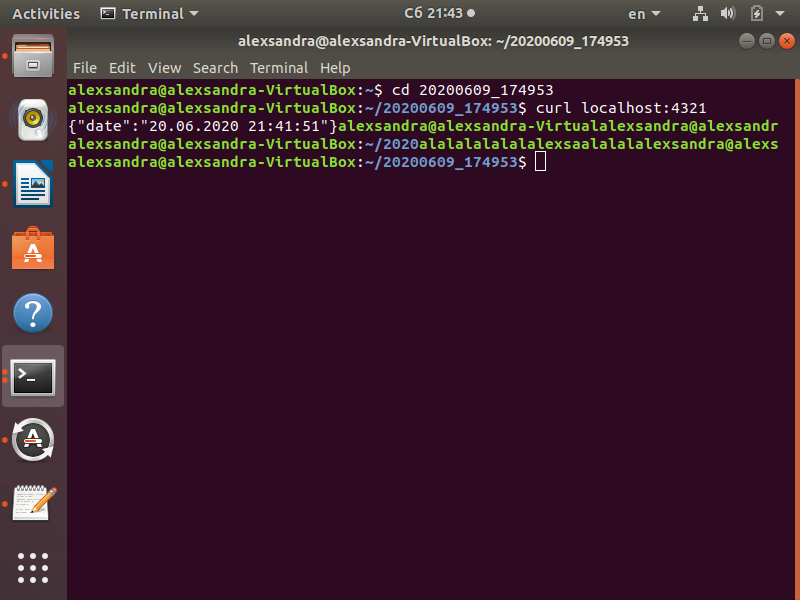 Activities Terminal Сб 21:43 en
alexsandra@alexsandra-VirtualBox: ~/20200609_174953
File Edit View Search Terminal Help
alexsandra@alexsandra-VirtualBox:~$ cd 20200609_174953
alexsandra@alexsandra-VirtualBox:~/20200609_174953$ curl localhost:4321
{"date":"20.06.2020 21:41:51"}alexsandra@alexsandra-Virtualalexsandra@alexsandr
alexsandra@alexsandra-VirtualBox:~/2020alalalalalalalexsaalalalalexsandra@alexs
alexsandra@alexsandra-VirtualBox:~/20200609_174953$